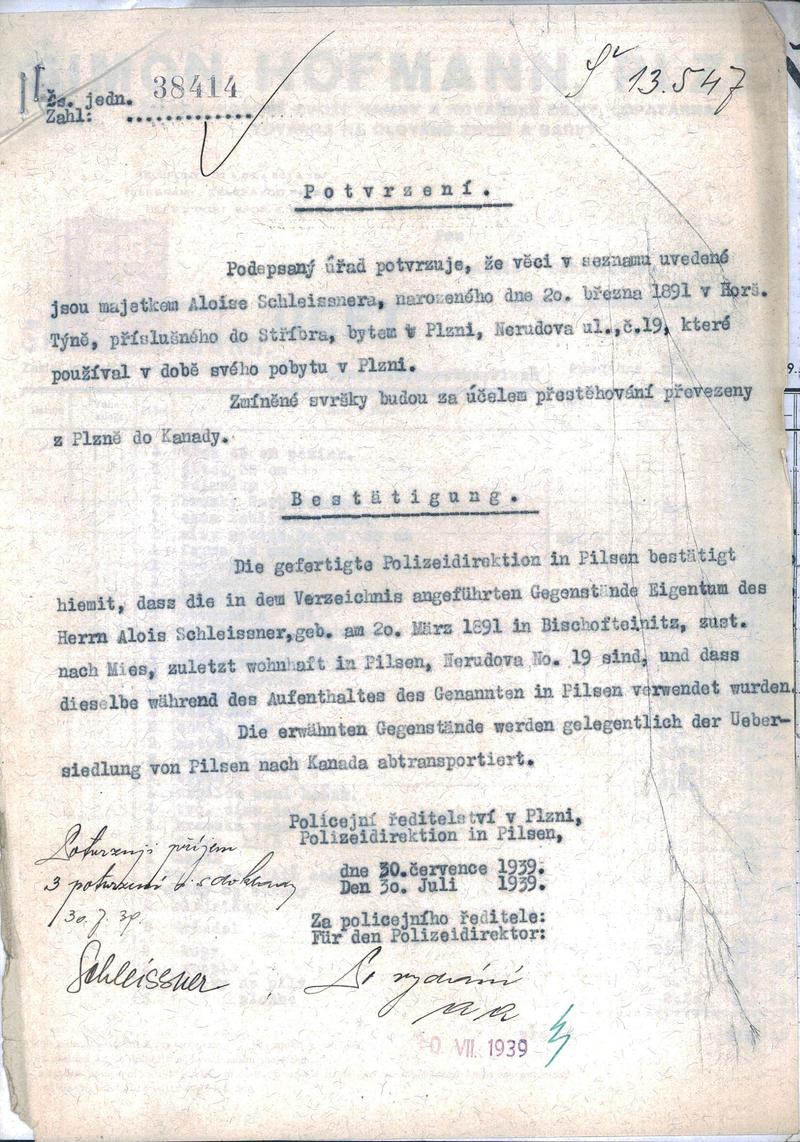 Čs. jedn. 38414
Zahl:
13.547
Potvrzení.
Podepsaný úřad potvrzuje, že věci v seznamu uvedené
jsou majetkem Aloise Schleissnera, narozeného dne 20. března 1891 v Horš.
Týně, příslušného do Stříbra, bytem v Plzni, Nerudova ul.,č.19, které
používal v době svého pobytu v Plzni.
Zmíněné svršky budou za účelem přestěhování převezeny
z Plzně do Kanady.
Bestätigung.
Die gefertigte Polizeidirektion in Pilsen bestätigt
hiemit, dass die in dem Verzeichnis angeführten Gegenstände Eigentum des
Herrn Alois Schleissner,geb. am 20. März 1891 in Bischofteinitz, zust.
nach Mies, zuletzt wohnhaft in Pilsen, Nerudova No. 19 sind, und dass
dieselbe während des Aufenthaltes des Genannten in Pilsen verwendet wurden.
Die erwähnten Gegenstände werden gelegentlich der Ueber-
siedlung von Pilsen nach Kanada abtransportiert.
Policejní ředitelství v Plzni,
Polizeidirektion in Pilsen,
dne 30.července 1939.
Den 30. Juli 1939.
Za policejního ředitele:
Für den Polizeidirektor:
Potvrzuji příjem
3 potvrzení
30. 7. 39.
Schleissner
0 VII. 1939